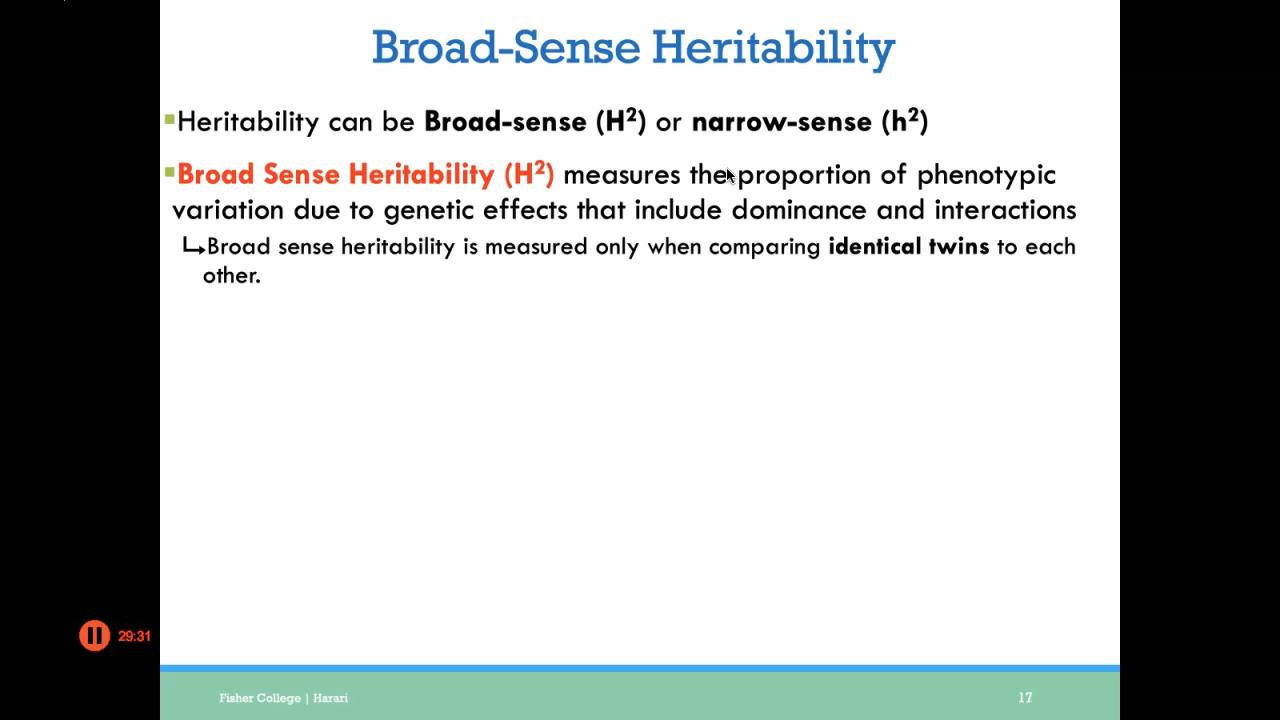 Broad-Sense Heritability
▪Heritability can be Broad-sense (H²) or narrow-sense (h²)
▪Broad Sense Heritability (H²) measures the proportion of phenotypic
variation due to genetic effects that include dominance and interactions
↳Broad sense heritability is measured only when comparing identical twins to each
other.
29:31
Fisher College | Harari
17